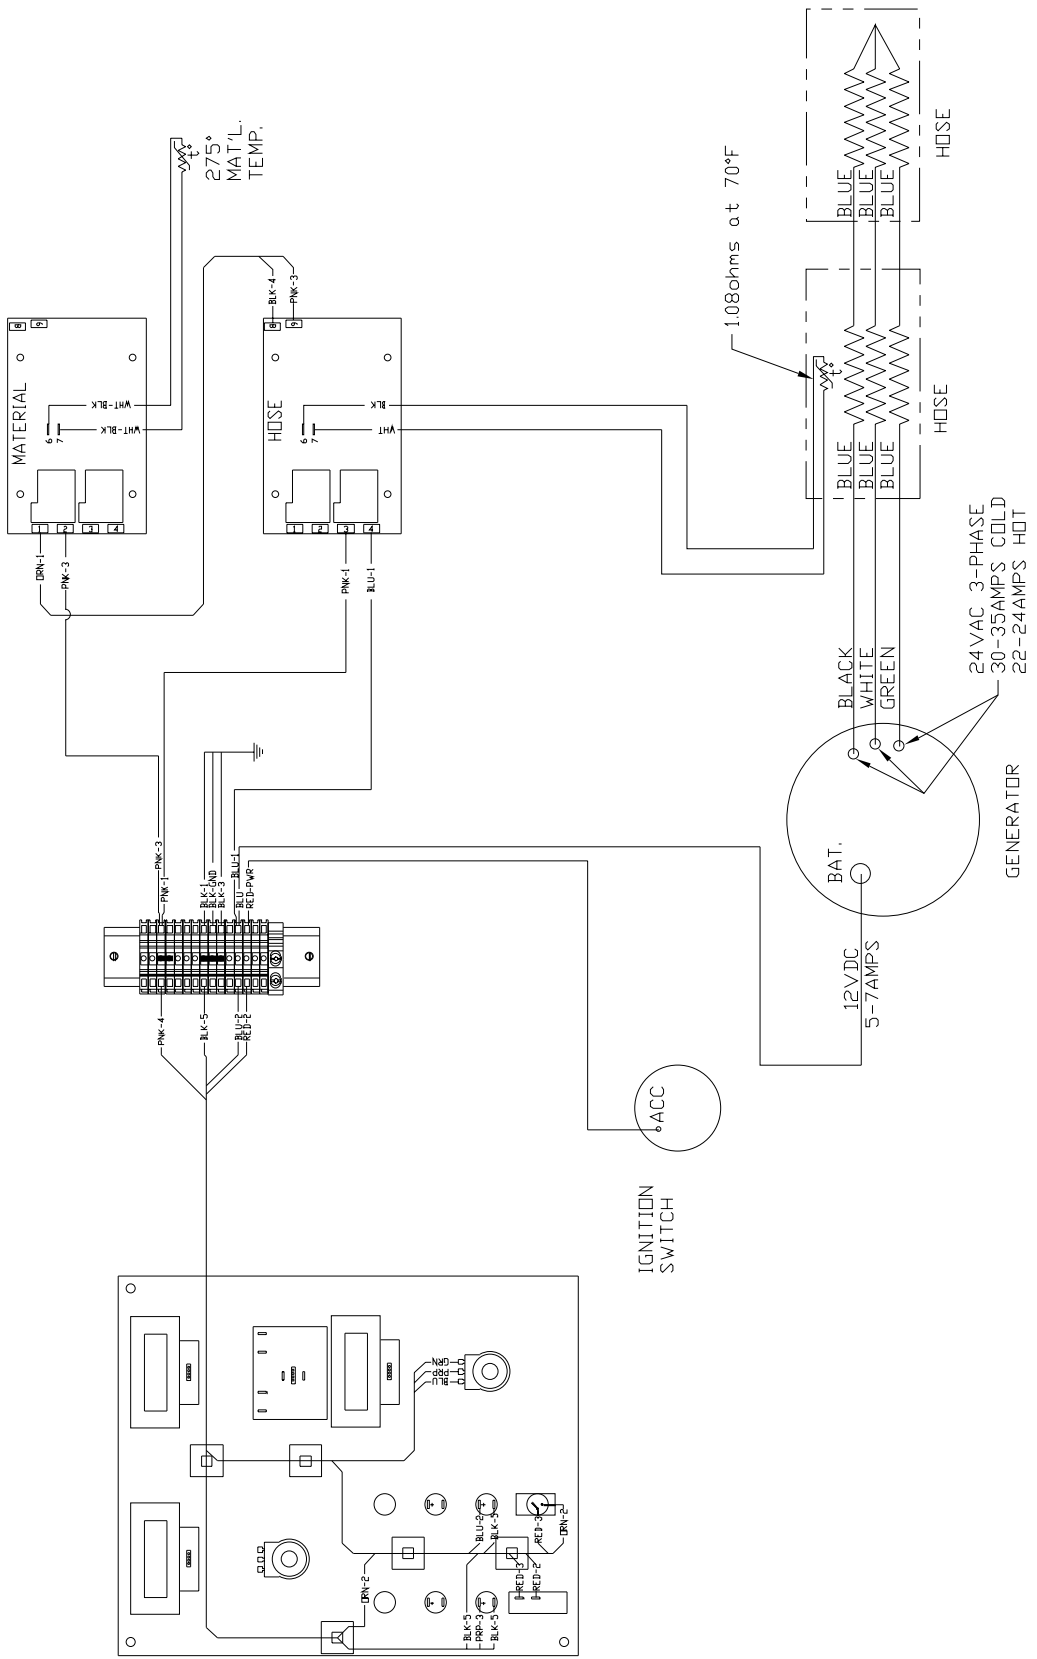 275°
MAT'L.
TEMP.
MATERIAL
8
9
WHT-BLK
WHT-BLK
6
7
1
2
3
4
ORN-1
PNK-3
BLK-4
PNK-3
HOSE
8
9
BLK
WHT
6
7
1
2
3
4
PNK-1
BLU-1
1.08ohms at 70°F
t°
t°
BLUE
BLUE
BLUE
HOSE
BLUE
BLUE
BLUE
HOSE
24VAC 3-PHASE
30-35AMPS COLD
22-24AMPS HOT
BLACK
WHITE
GREEN
BAT.
GENERATOR
12VDC
5-7AMPS
PNK-3
PNK-1
BLK-1
BLK-GND
BLK-3
BLU-1
BLU
RED-PWR
PNK-4
BLK-5
BLU-2
RED-2
ACC
IGNITION
SWITCH
GRN
PRP
BLU
BLU-2
BLK-5
RED-3
ORN-2
RED-3
RED-2
ORN-2
BLK-5
PRP-3
BLK-5